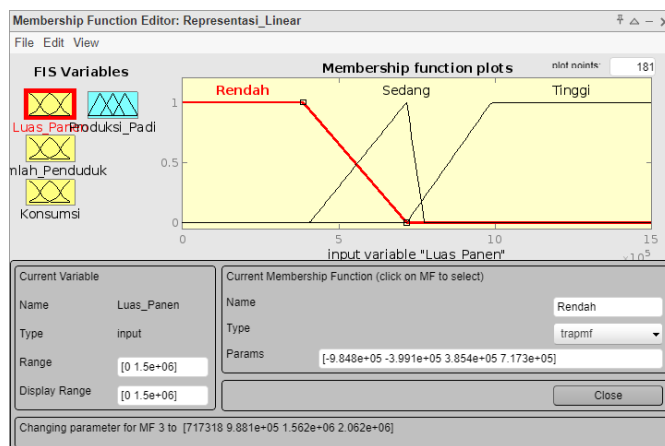 Membership Function Editor: Representasi_Linear
File Edit View
FIS Variables
Luas_Panen
Produksi_Padi
mlah_Penduduk
Konsumsi
Membership function plots
plot points:
181
Rendah
Sedang
Tinggi
1
0.5
0
0
5
10
15
×10^5
input variable "Luas Panen"
Current Variable
Name Luas_Panen
Type input
Range [0 1.5e+06]
Display Range [0 1.5e+06]
Current Membership Function (click on MF to select)
Name Rendah
Type trapmf
Params [-9.848e+05 -3.991e+05 3.854e+05 7.173e+05]
Close
Changing parameter for MF 3 to [717318 9.881e+05 1.562e+06 2.062e+06]